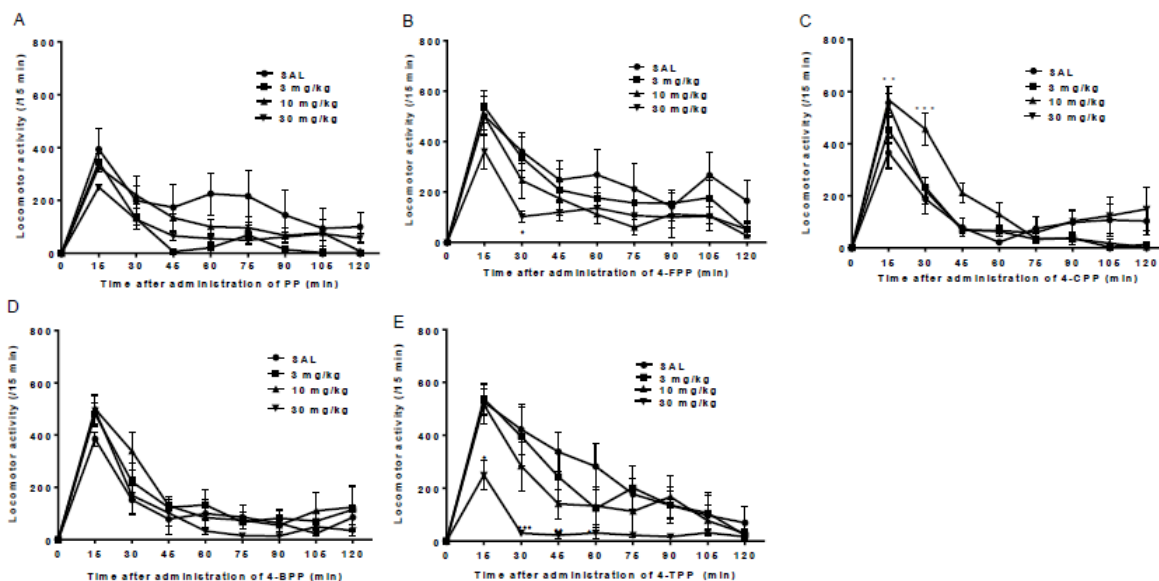 A
Locomotor activity (/15 min)
800
600
400
200
0
SAL
3 mg/kg
10 mg/kg
30 mg/kg
0 15 30 45 60 75 90 105 120
Time after administration of PP (min)
B
Locomotor activity (/15 min)
800
600
400
200
0
SAL
3 mg/kg
10 mg/kg
30 mg/kg
*
0 15 30 45 60 75 90 105 120
Time after administration of 4-FPP (min)
C
Locomotor activity (/15 min)
800
600
400
200
0
SAL
3 mg/kg
10 mg/kg
30 mg/kg
**
***
0 15 30 45 60 75 90 105 120
Time after administration of 4-CPP (min)
D
Locomotor activity (/15 min)
800
600
400
200
0
SAL
3 mg/kg
10 mg/kg
30 mg/kg
0 15 30 45 60 75 90 105 120
Time after administration of 4-BPP (min)
E
Locomotor activity (/15 min)
800
600
400
200
0
SAL
3 mg/kg
10 mg/kg
30 mg/kg
*
***
**
0 15 30 45 60 75 90 105 120
Time after administration of 4-TPP (min)